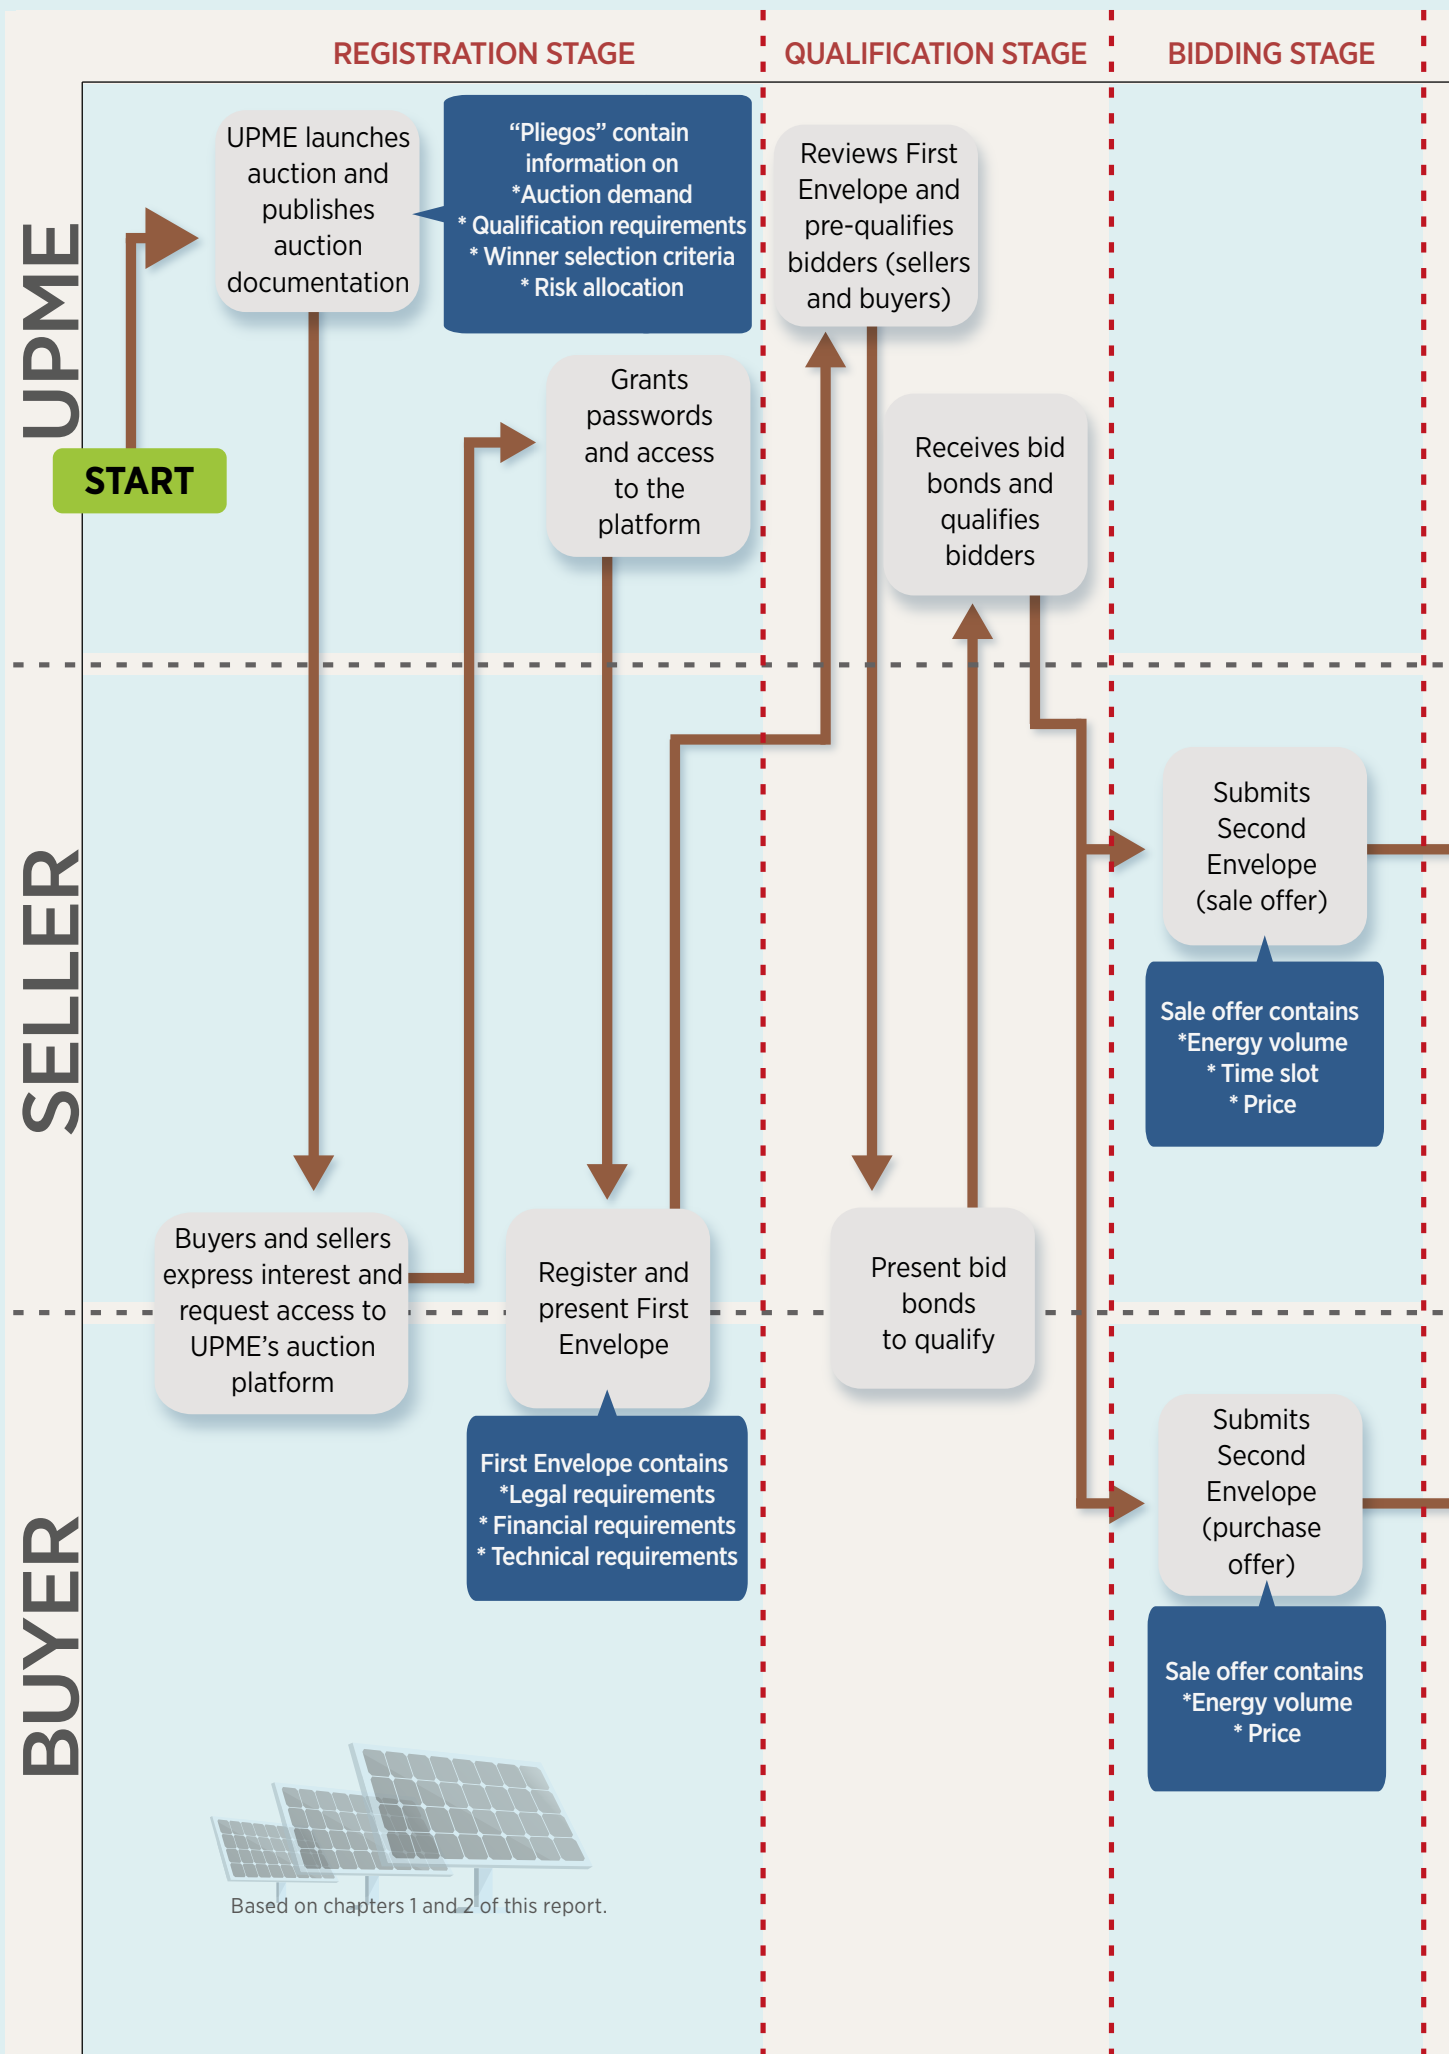 REGISTRATION STAGE
QUALIFICATION STAGE
BIDDING STAGE
UPME
START
UPME launches
auction and
publishes
auction
documentation
“Pliegos” contain
information on
*Auction demand
* Qualification requirements
* Winner selection criteria
* Risk allocation
Grants
passwords
and access
to the
platform
Reviews First
Envelope and
pre-qualifies
bidders (sellers
and buyers)
Receives bid
bonds and
qualifies
bidders
SELLER
Submits
Second
Envelope
(sale offer)
Sale offer contains
*Energy volume
* Time slot
* Price
Buyers and sellers
express interest and
request access to
UPME’s auction
platform
Register and
present First
Envelope
Present bid
bonds
to qualify
BUYER
First Envelope contains
*Legal requirements
* Financial requirements
* Technical requirements
Submits
Second
Envelope
(purchase
offer)
Sale offer contains
*Energy volume
* Price
Based on chapters 1 and 2 of this report.